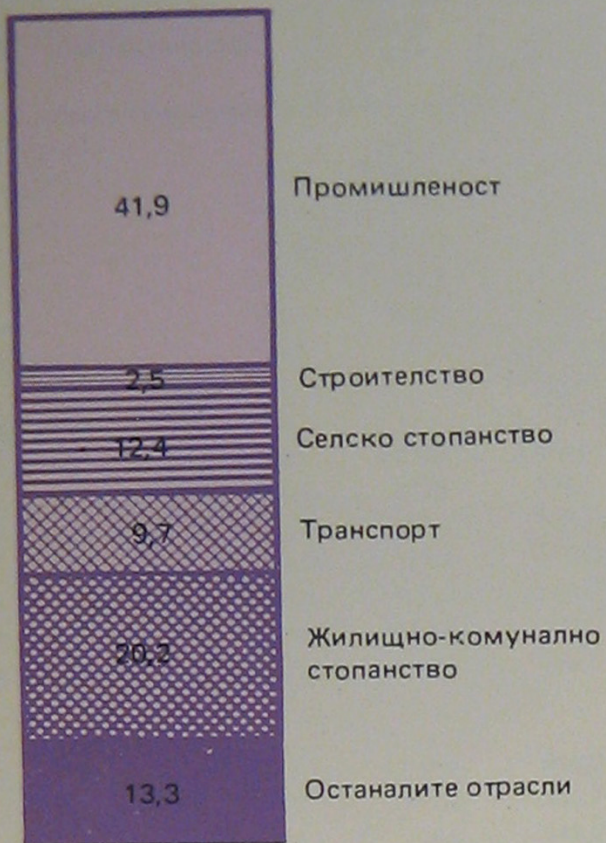 41,9 Промишленост
2,5 Строителство
12,4 Селско стопанство
9,7 Транспорт
20,2 Жилищно-комунално
стопанство
13,3 Останалите отрасли